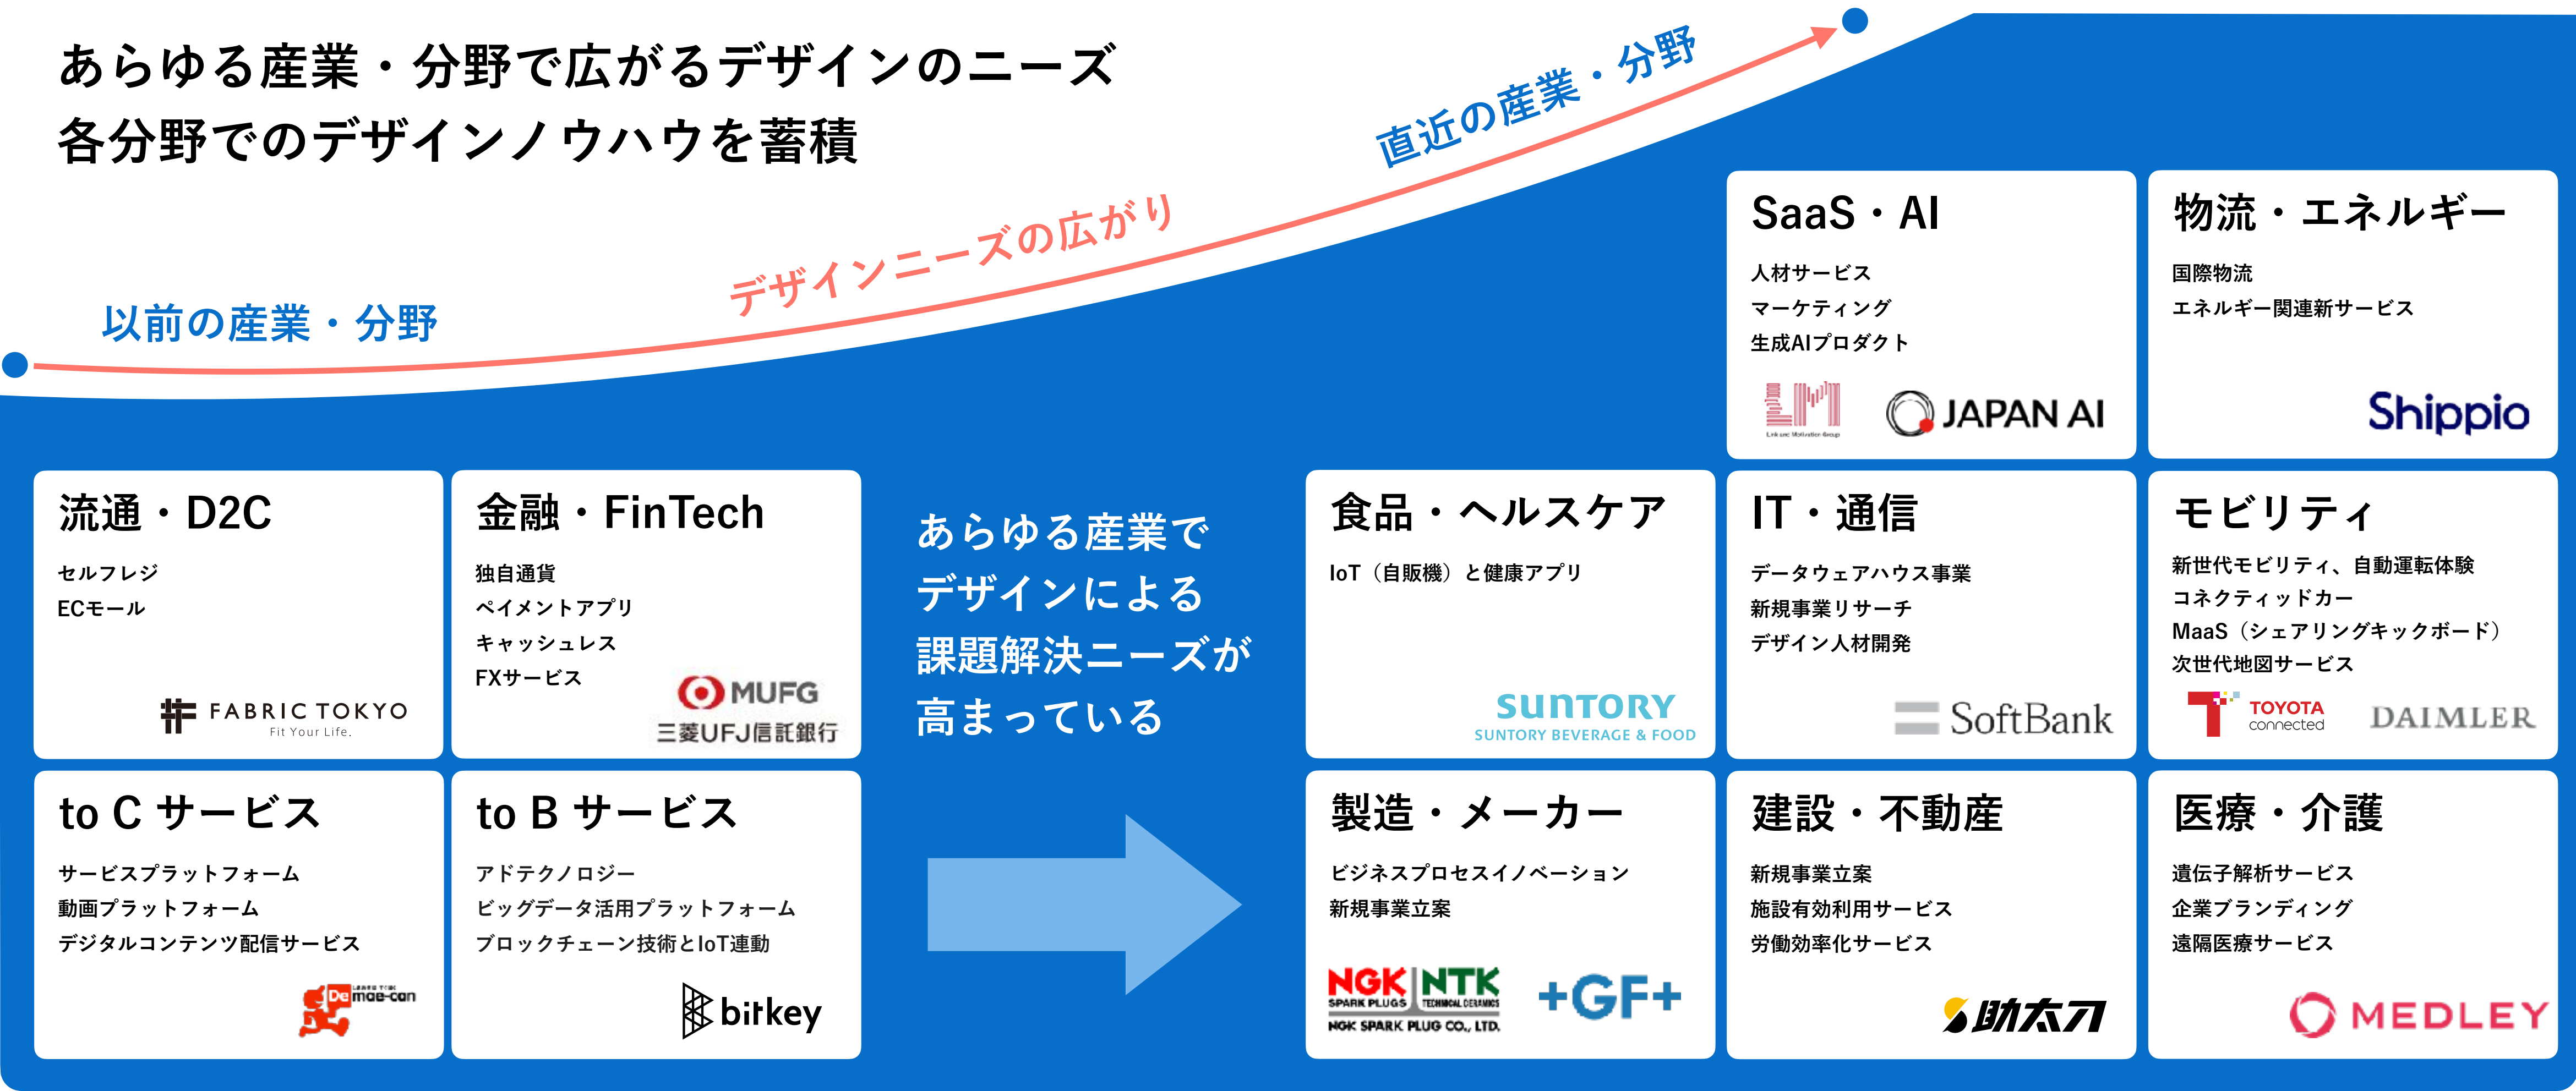 あらゆる産業・分野で広がるデザインのニーズ
各分野でのデザインノウハウを蓄積
以前の産業・分野
デザインニーズの広がり
直近の産業・分野
流通・D2C
セルフレジ
ECモール
FABRIC TOKYO
Fit Your Life.
金融・FinTech
独自通貨
ペイメントアプリ
キャッシュレス
FXサービス
MUFG
三菱UFJ信託銀行
to C サービス
サービスプラットフォーム
動画プラットフォーム
デジタルコンテンツ配信サービス
Demae-can
to B サービス
アドテクノロジー
ビッグデータ活用プラットフォーム
ブロックチェーン技術とIoT連動
bitkey
あらゆる産業で
デザインによる
課題解決ニーズが
高まっている
SaaS・AI
人材サービス
マーケティング
生成AIプロダクト
LM
Link and Motivation Group
JAPAN AI
物流・エネルギー
国際物流
エネルギー関連新サービス
Shippio
食品・ヘルスケア
IoT（自販機）と健康アプリ
SUNTORY
SUNTORY BEVERAGE & FOOD
IT・通信
データウェアハウス事業
新規事業リサーチ
デザイン人材開発
SoftBank
モビリティ
新世代モビリティ、自動運転体験
コネクティッドカー
MaaS（シェアリングキックボード）
次世代地図サービス
TOYOTA
connected
DAIMLER
製造・メーカー
ビジネスプロセスイノベーション
新規事業立案
NGK NTK
SPARK PLUGS TECHNICAL CERAMICS
NGK SPARK PLUG CO., LTD.
+GF+
建設・不動産
新規事業立案
施設有効利用サービス
労働効率化サービス
助太刀
医療・介護
遺伝子解析サービス
企業ブランディング
遠隔医療サービス
MEDLEY